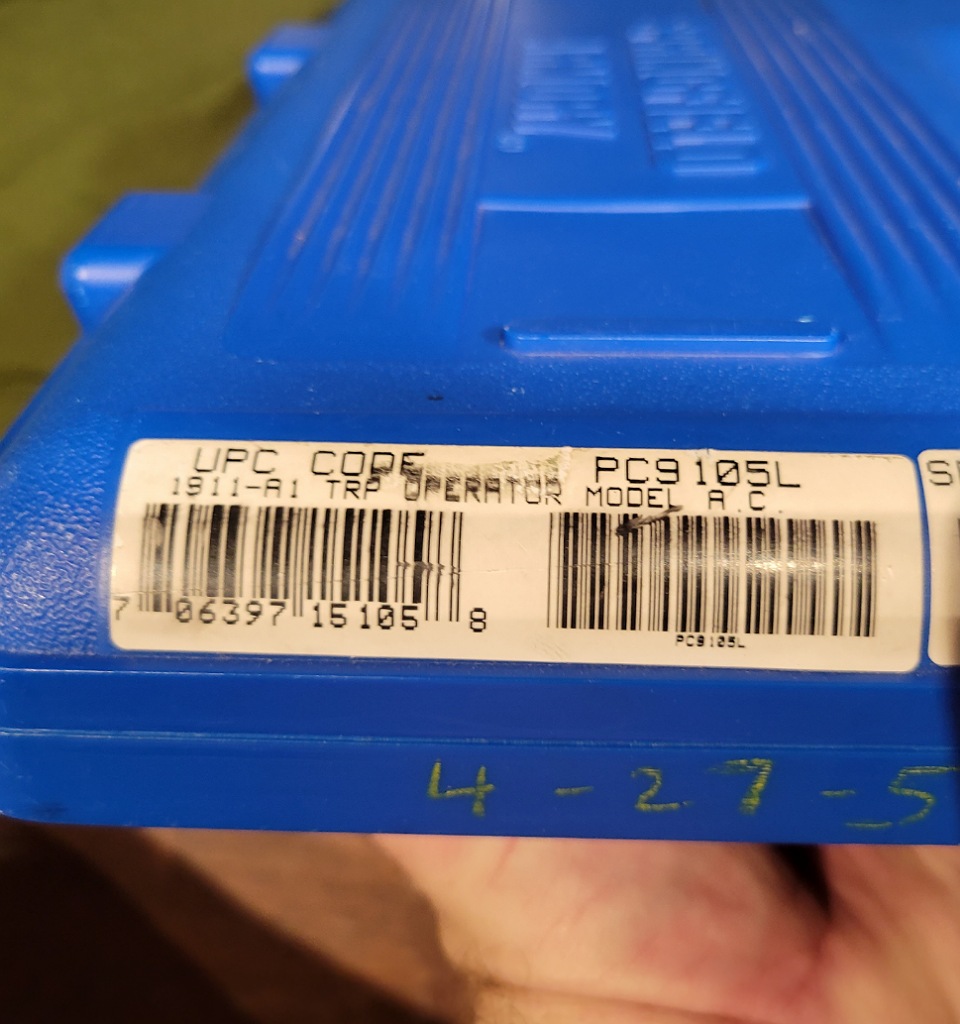 UPC CODE PC9105L
1911-A1 TRP OPERATOR MODEL A.C.
7 06397 15105 8
PC9105L
4-27-5